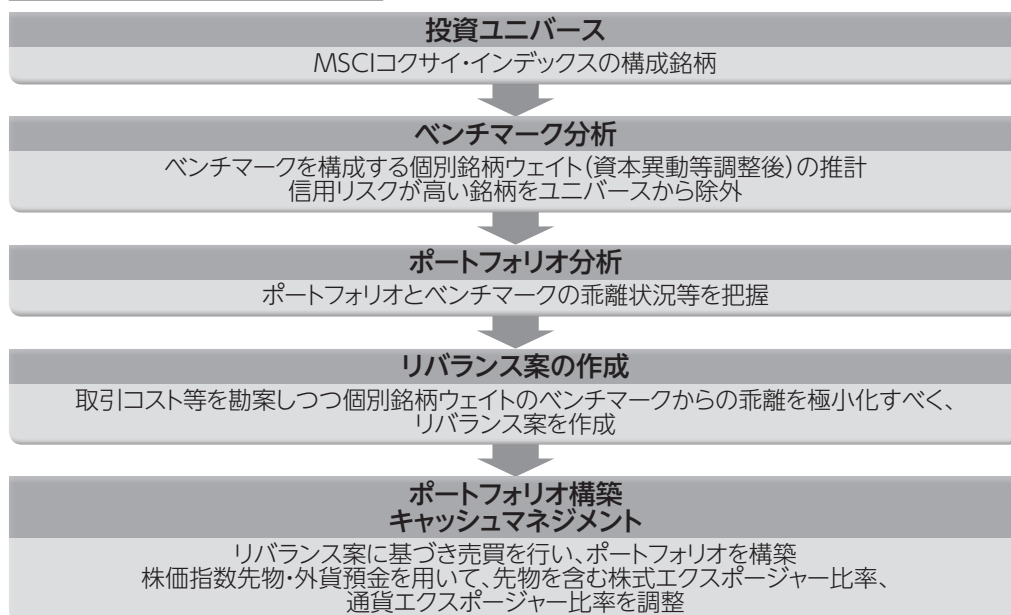 投資ユニバース
MSCIコクサイ・インデックスの構成銘柄
ベンチマーク分析
ベンチマークを構成する個別銘柄ウェイト(資本異動等調整後)の推計
信用リスクが高い銘柄をユニバースから除外
ポートフォリオ分析
ポートフォリオとベンチマークの乖離状況等を把握
リバランス案の作成
取引コスト等を勘案しつつ個別銘柄ウェイトのベンチマークからの乖離を極小化すべく、
リバランス案を作成
ポートフォリオ構築
キャッシュマネジメント
リバランス案に基づき売買を行い、ポートフォリオを構築
株価指数先物・外貨預金を用いて、先物を含む株式エクスポージャー比率、
通貨エクスポージャー比率を調整